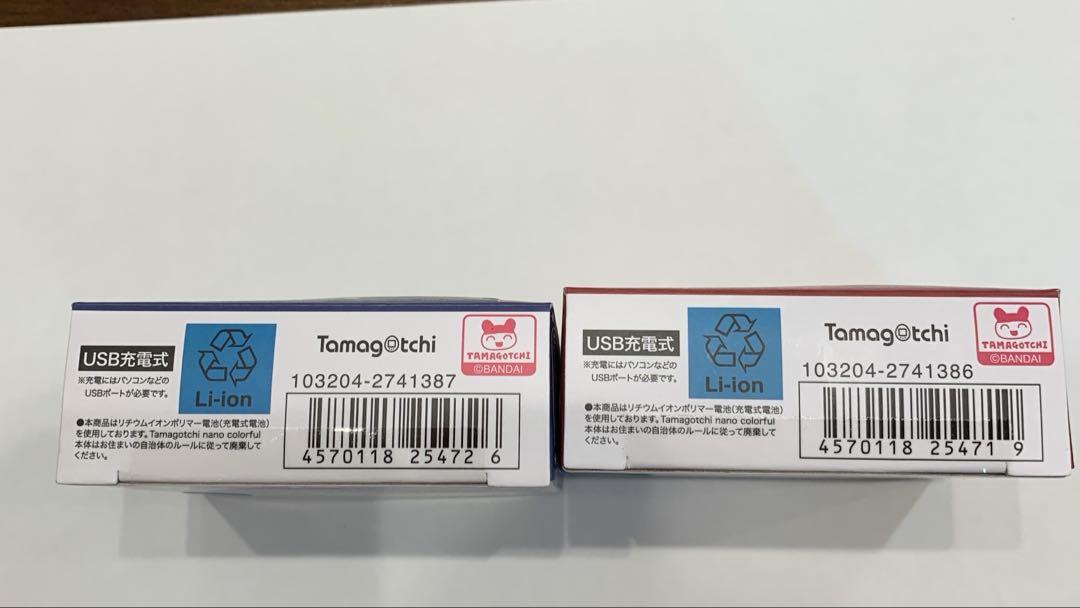 USB充電式
※充電にはパソコンなどの
USBポートが必要です。
Li-ion
Tamagotchi
TAMAGOTCHI
©BANDAI
103204-2741387
4570118 25472 6
●本商品はリチウムイオンポリマー電池(充電式電池)
を使用しております。Tamagotchi nano colorful
本体はお住まいの自治体のルールに従って廃棄して
ください。
USB充電式
※充電にはパソコンなどの
USBポートが必要です。
Li-ion
Tamagotchi
TAMAGOTCHI
©BANDAI
103204-2741386
4570118 25471 9
●本商品はリチウムイオンポリマー電池(充電式電池)
を使用しております。Tamagotchi nano colorful
本体はお住まいの自治体のルールに従って廃棄して
ください。